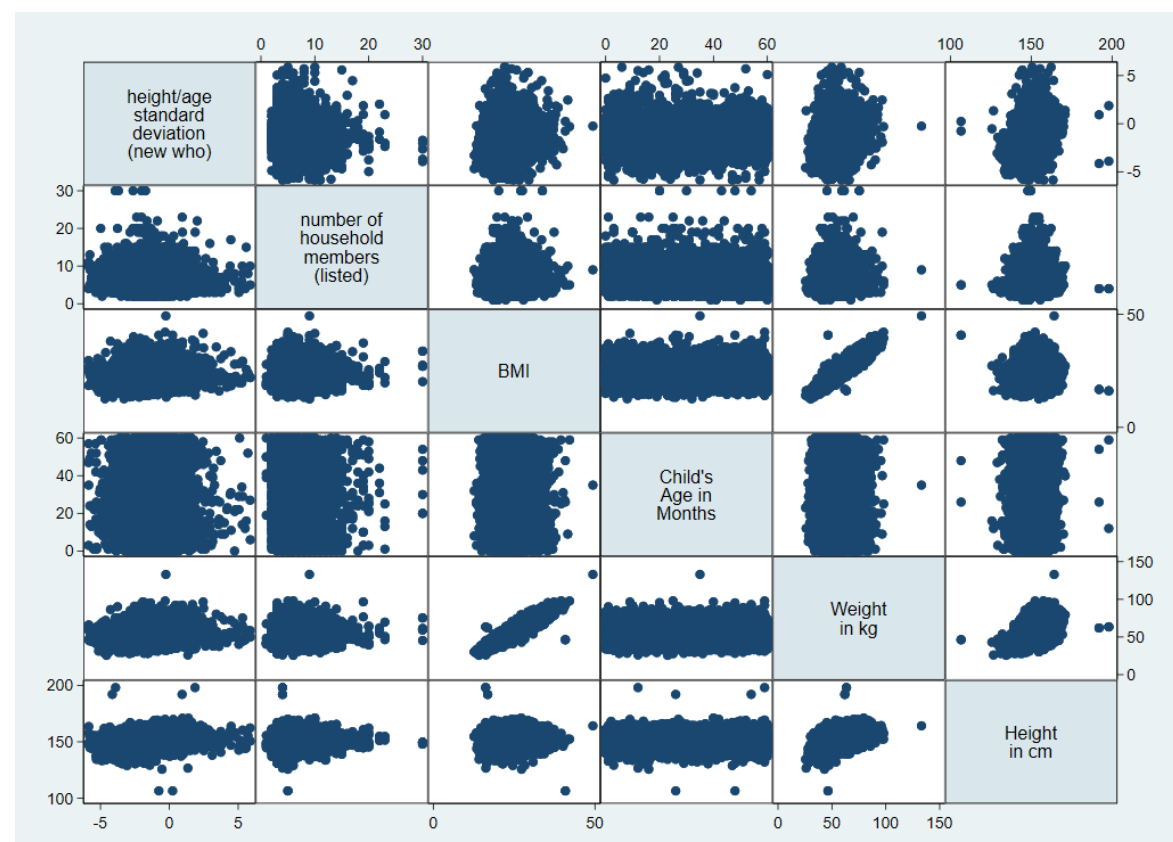 0 10 20 30 0 20 40 60 100 150 200
height/age
standard
deviation
(new who)
5
0
-5
30
20
10
0
number of
household
members
(listed)
BMI
50
0
60
40
20
0
Child's
Age in
Months
Weight
in kg
150
100
50
0
200
150
100
Height
in cm
-5 0 5 0 50 0 50 100 150